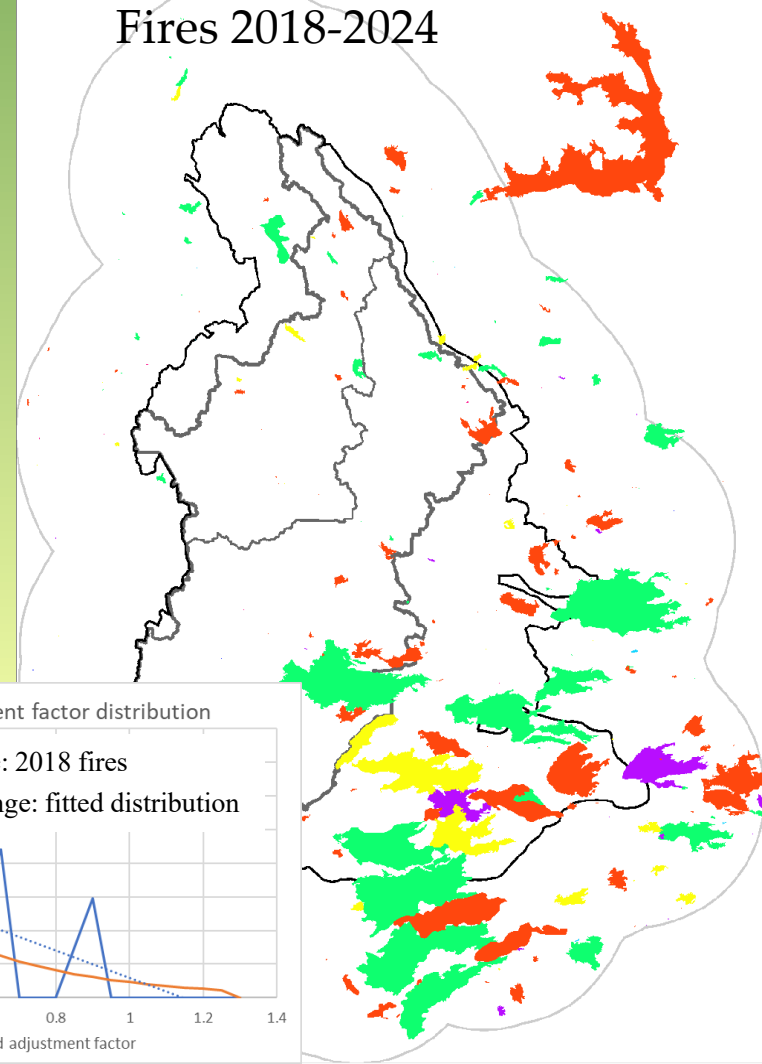 Fires 2018-2024
ent factor distribution
: 2018 fires
nge: fitted distribution
0.8 1 1.2 1.4
d adjustment factor